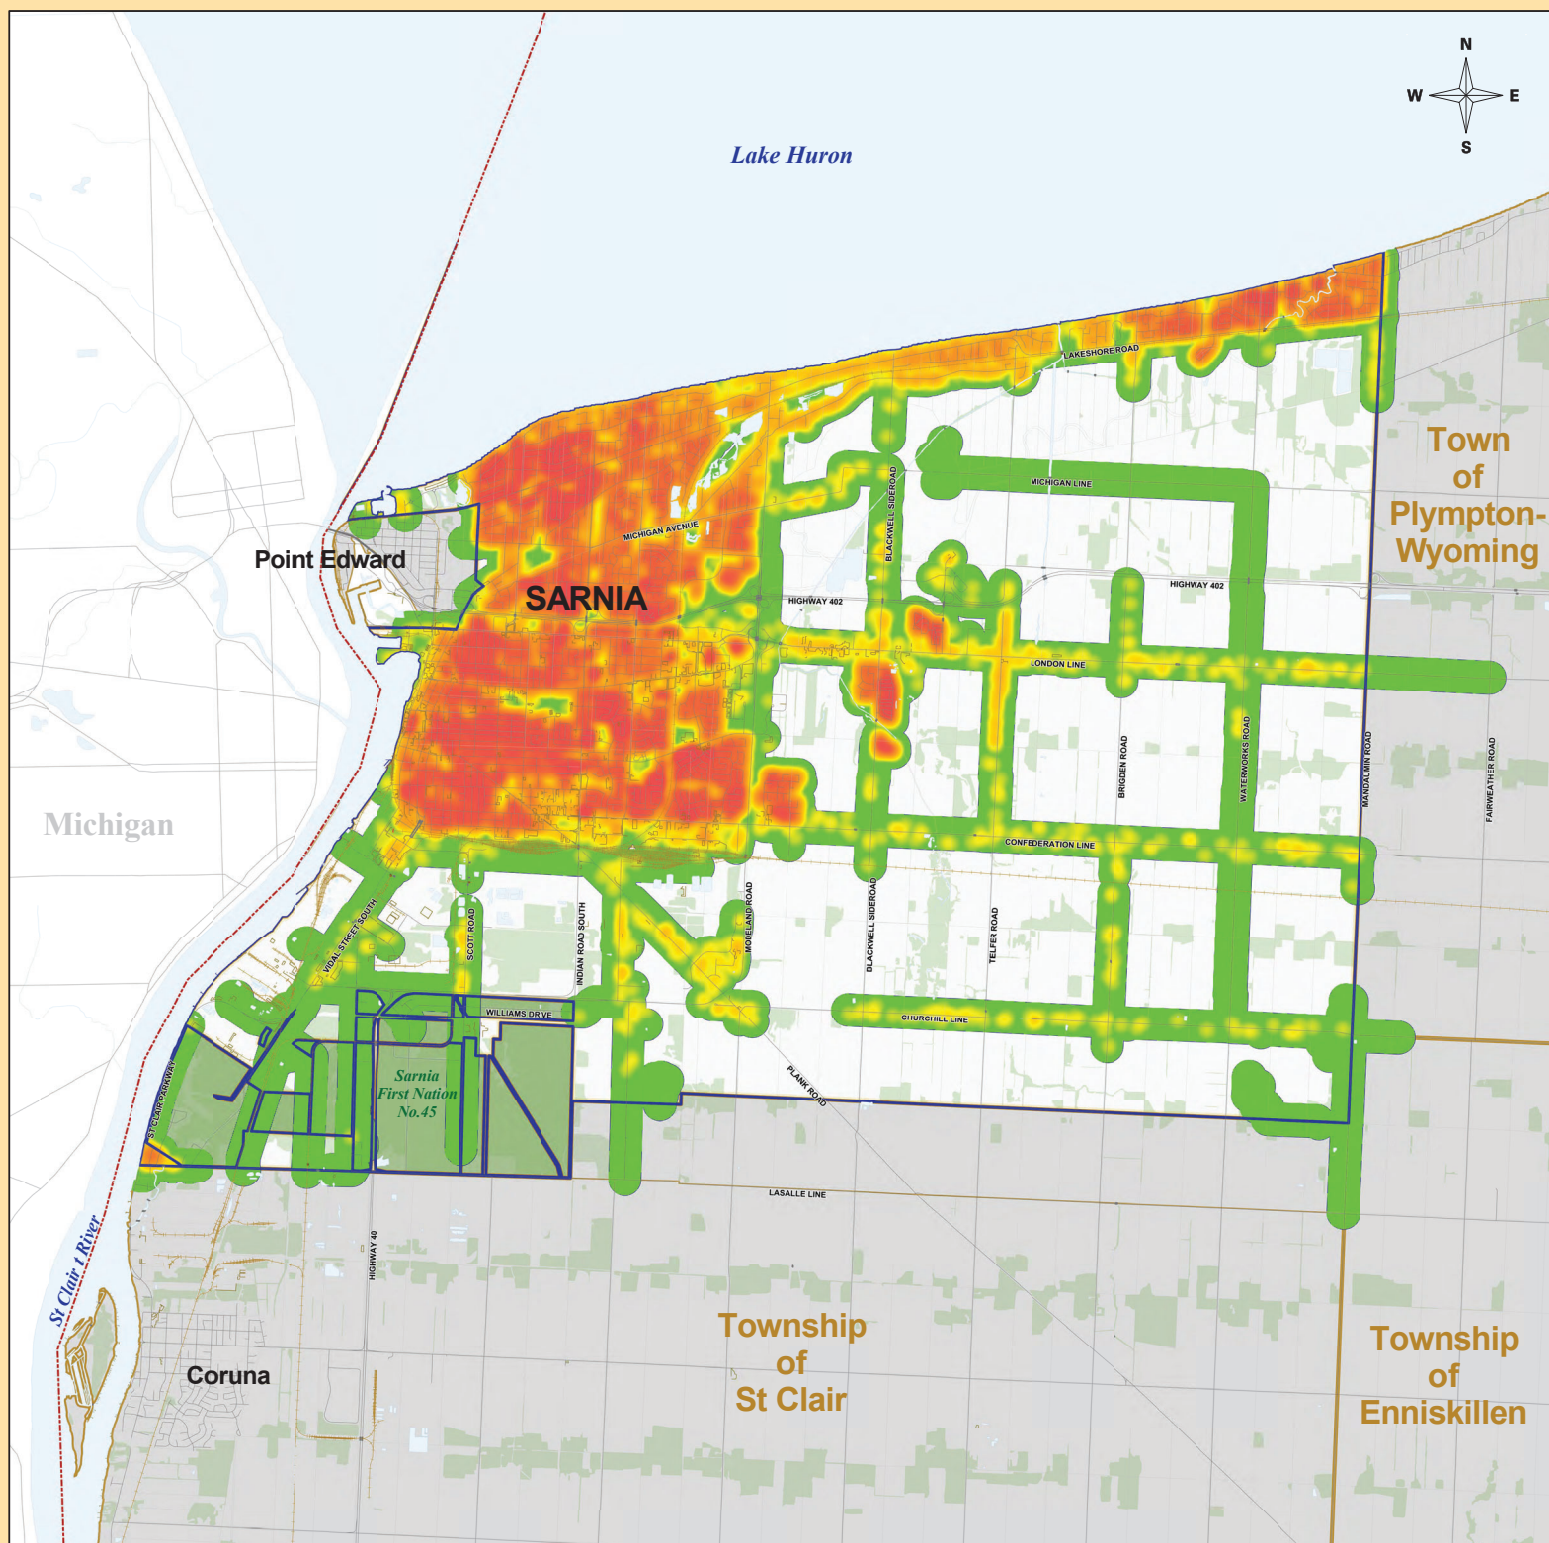 N
W E
S
Lake Huron
LAKESHORE ROAD
Town
of
Plympton-
Wyoming
MICHIGAN LINE
BLACKWELL SIDEROAD
MICHIGAN AVENUE
Point Edward
SARNIA
HIGHWAY 402
HIGHWAY 402
LONDON LINE
BRIGDEN ROAD
WATERWORKS ROAD
MANDAUMIN ROAD
FAIRWEATHER ROAD
Michigan
CONFEDERATION LINE
VIDAL STREET SOUTH
SCOTT ROAD
INDIAN ROAD SOUTH
MODELAND ROAD
BLACKWELL SIDEROAD
TELFER ROAD
WILLIAMS DRVE
CHURCHILL LINE
Sarnia
First Nation
No.45
ST CLAIR PARKWAY
PLANK ROAD
LASALLE LINE
St Clair t River
HIGHWAY 40
Coruna
Township
of
St Clair
Township
of
Enniskillen